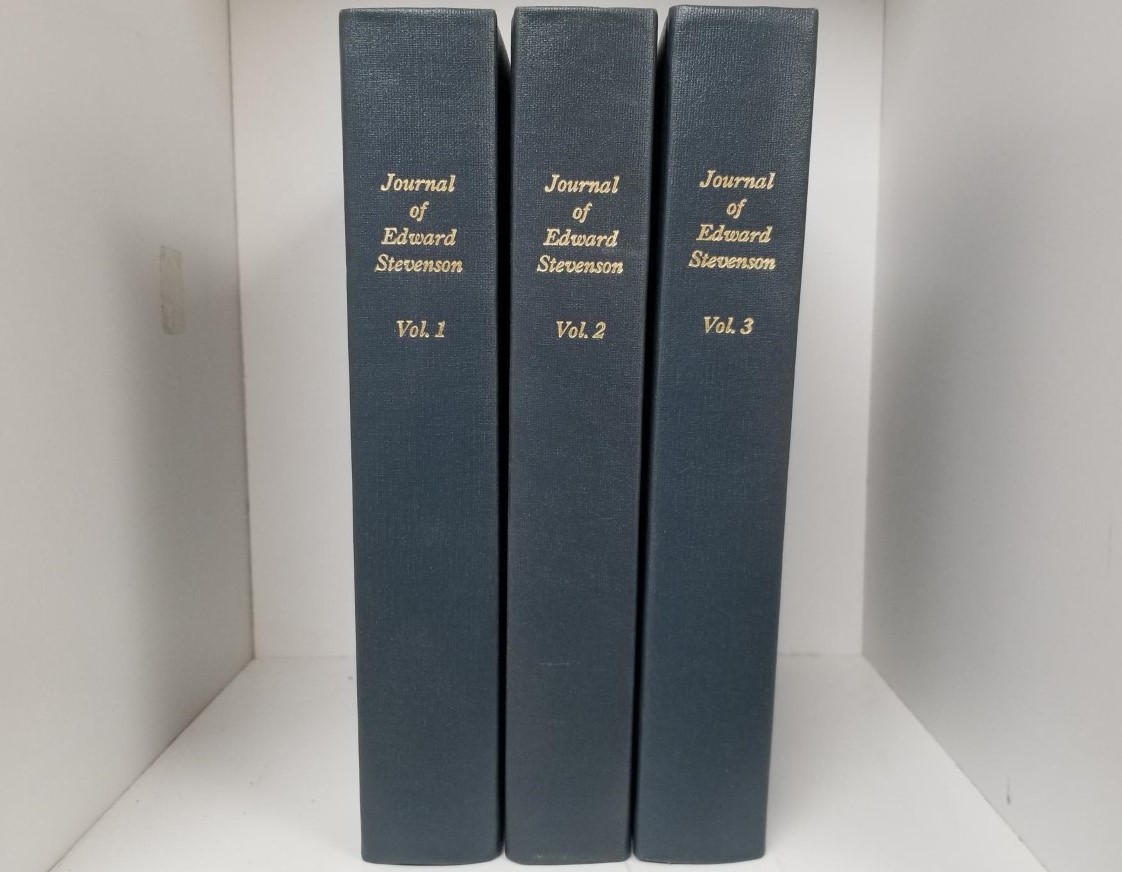 Journal
of
Edward
Stevenson
Vol. 1
Journal
of
Edward
Stevenson
Vol. 2
Journal
of
Edward
Stevenson
Vol. 3